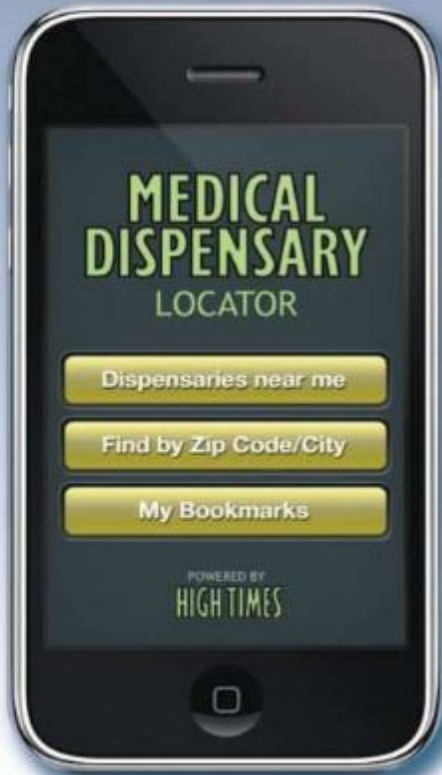 MEDICAL
DISPENSARY
LOCATOR
Dispensaries near me
Find by Zip Code/City
My Bookmarks
POWERED BY
HIGH TIMES